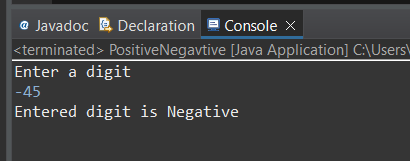 @ Javadoc Declaration Console ×
<terminated> PositiveNegavtive [Java Application] C:\Users\
Enter a digit
-45
Entered digit is Negative